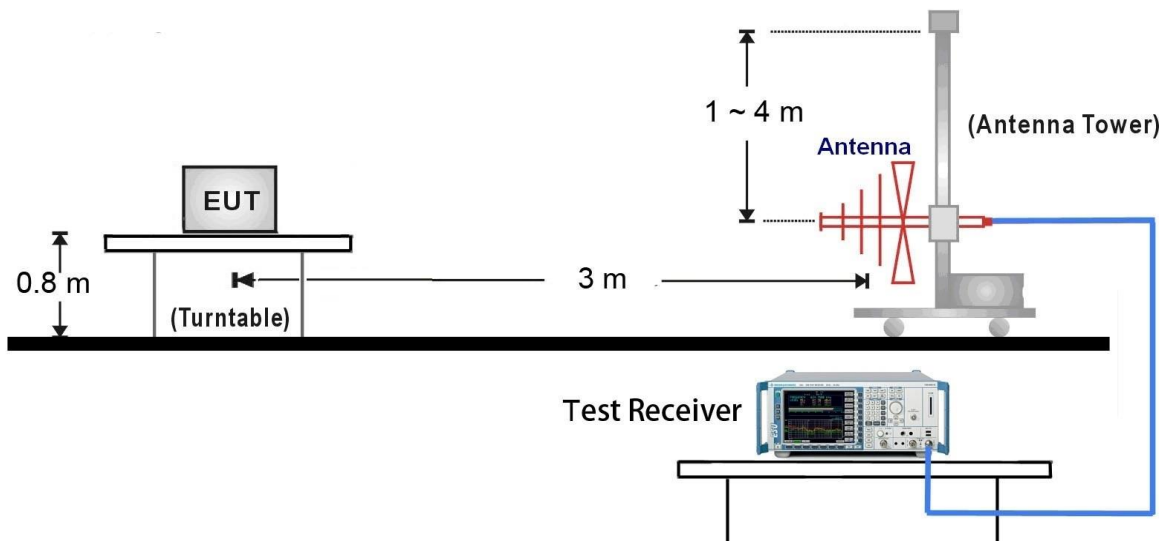 1 ~ 4 m
(Antenna Tower)
Antenna
EUT
0.8 m
3 m
(Turntable)
Test Receiver